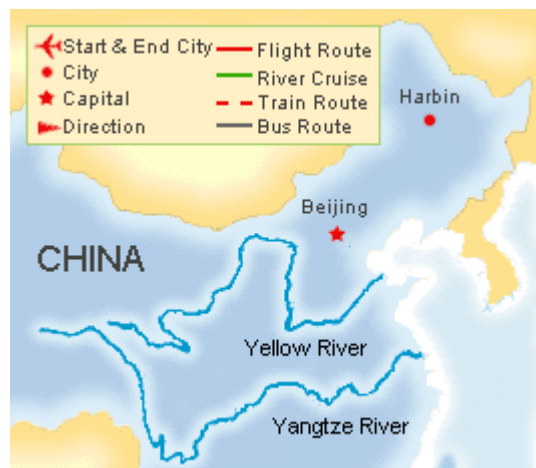 Start & End City
Flight Route
City
River Cruise
Capital
Train Route
Direction
Bus Route
Harbin
Beijing
CHINA
Yellow River
Yangtze River